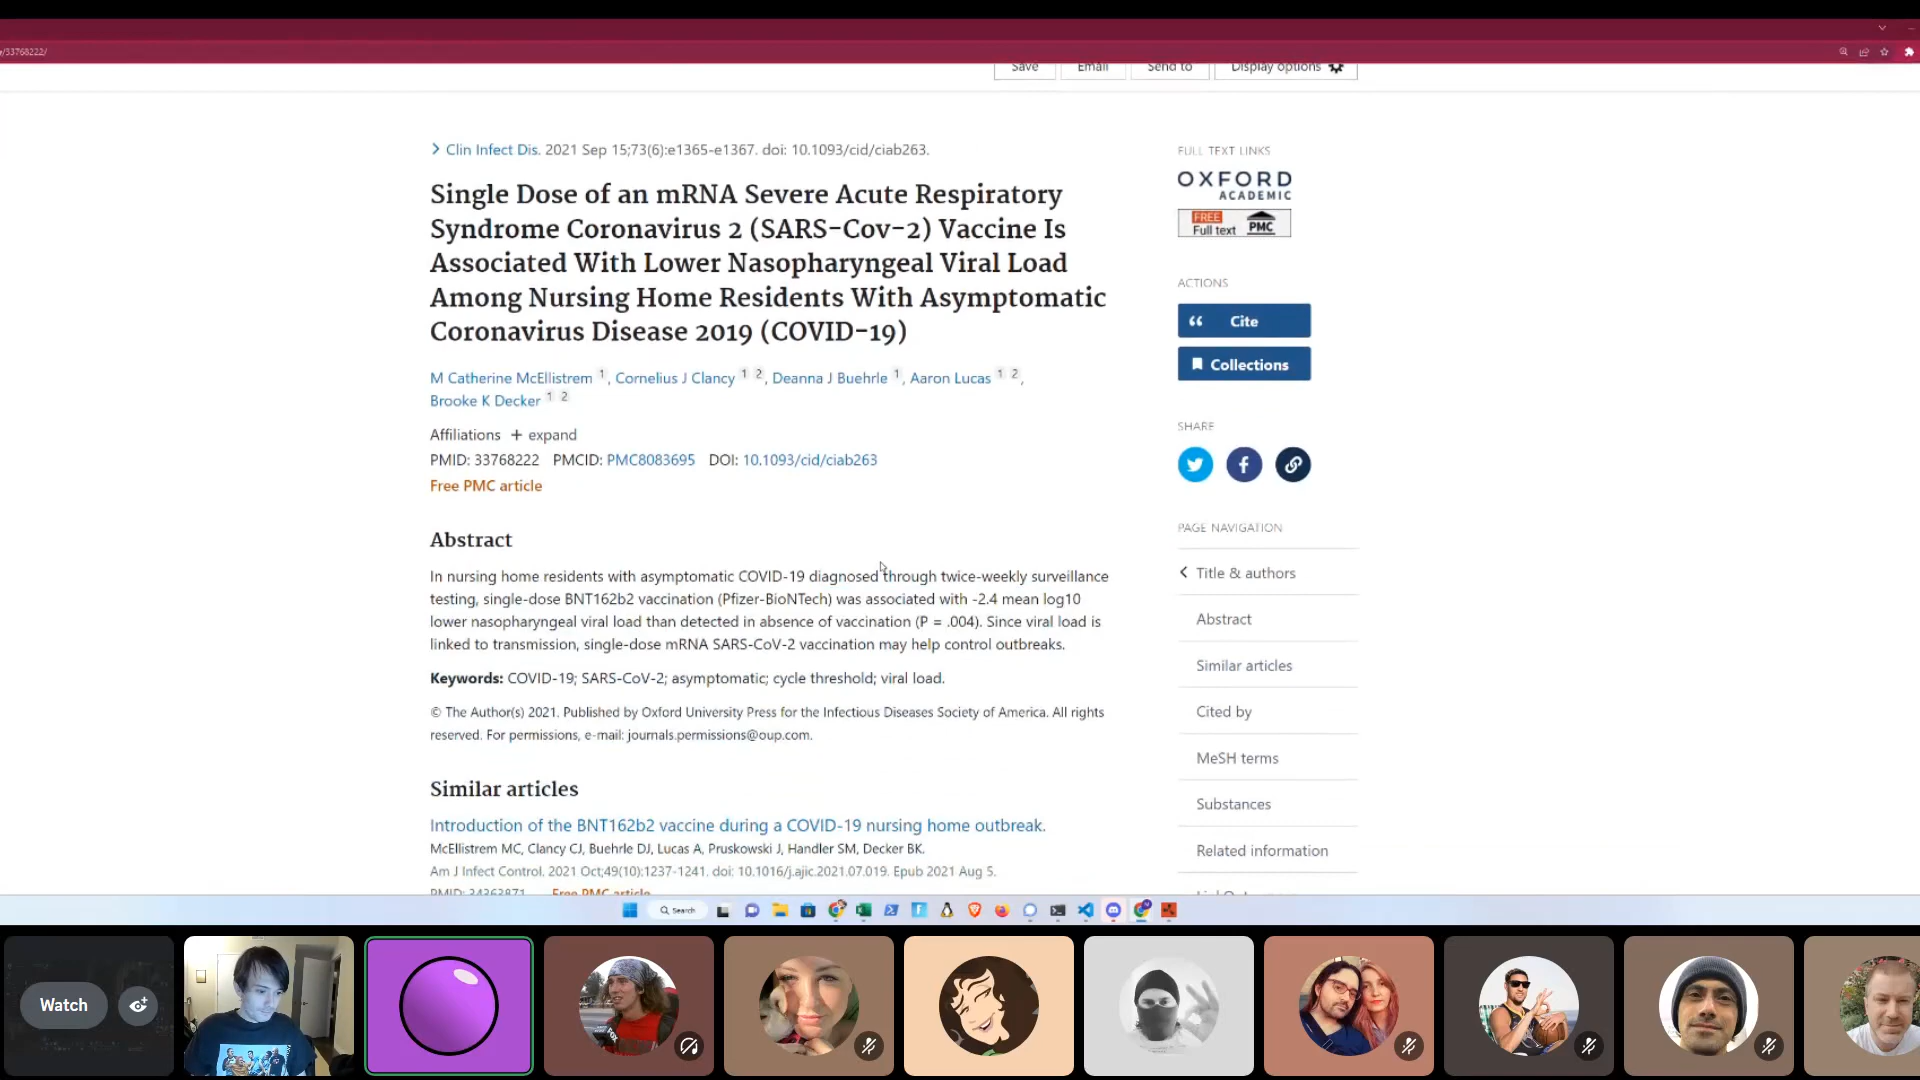 /33768222/
Save
Email
Send to
Display options
Clin Infect Dis. 2021 Sep 15;73(6):e1365-e1367. doi: 10.1093/cid/ciab263.
Single Dose of an mRNA Severe Acute Respiratory
Syndrome Coronavirus 2 (SARS-Cov-2) Vaccine Is
Associated With Lower Nasopharyngeal Viral Load
Among Nursing Home Residents With Asymptomatic
Coronavirus Disease 2019 (COVID-19)
M Catherine McEllistrem 1, Cornelius J Clancy 1 2, Deanna J Buehrle 1, Aaron Lucas 1 2,
Brooke K Decker 1 2
Affiliations + expand
PMID: 33768222 PMCID: PMC8083695 DOI: 10.1093/cid/ciab263
Free PMC article
Abstract
In nursing home residents with asymptomatic COVID-19 diagnosed through twice-weekly surveillance
testing, single-dose BNT162b2 vaccination (Pfizer-BioNTech) was associated with -2.4 mean log10
lower nasopharyngeal viral load than detected in absence of vaccination (P = .004). Since viral load is
linked to transmission, single-dose mRNA SARS-CoV-2 vaccination may help control outbreaks.
Keywords: COVID-19; SARS-CoV-2; asymptomatic; cycle threshold; viral load.
© The Author(s) 2021. Published by Oxford University Press for the Infectious Diseases Society of America. All rights
reserved. For permissions, e-mail: journals.permissions@oup.com.
Similar articles
Introduction of the BNT162b2 vaccine during a COVID-19 nursing home outbreak.
McEllistrem MC, Clancy CJ, Buehrle DJ, Lucas A, Pruskowski J, Handler SM, Decker BK.
Am J Infect Control. 2021 Oct;49(10):1237-1241. doi: 10.1016/j.ajic.2021.07.019. Epub 2021 Aug 5.
PMID: 34363871 Free PMC article
FULL TEXT LINKS
OXFORD
ACADEMIC
FREE
Full text PMC
ACTIONS
Cite
Collections
SHARE
PAGE NAVIGATION
Title & authors
Abstract
Similar articles
Cited by
MeSH terms
Substances
Related information
Search
Watch